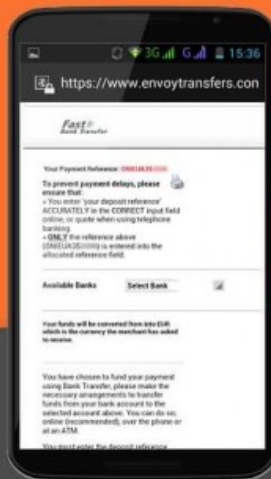 3G G 15:36
https://www.envoytransfers.con
Fast
Bank Transfer
Your Payment Reference:
To prevent payment delays, please
ensure that:
• You enter 'your deposit reference'
ACCURATELY in the CORRECT input field
online, or quote when using telephone
banking.
• ONLY the reference above
is entered into the
allocated reference field.
Available Banks Select Bank
Your funds will be converted from into EUR
which is the currency the merchant has asked
to receive.
You have chosen to fund your payment
using Bank Transfer, please make the
necessary arrangements to transfer
funds from your bank account to the
selected account above. You can do so;
online (recommended), over the phone or
at an ATM.
You must enter the deposit reference